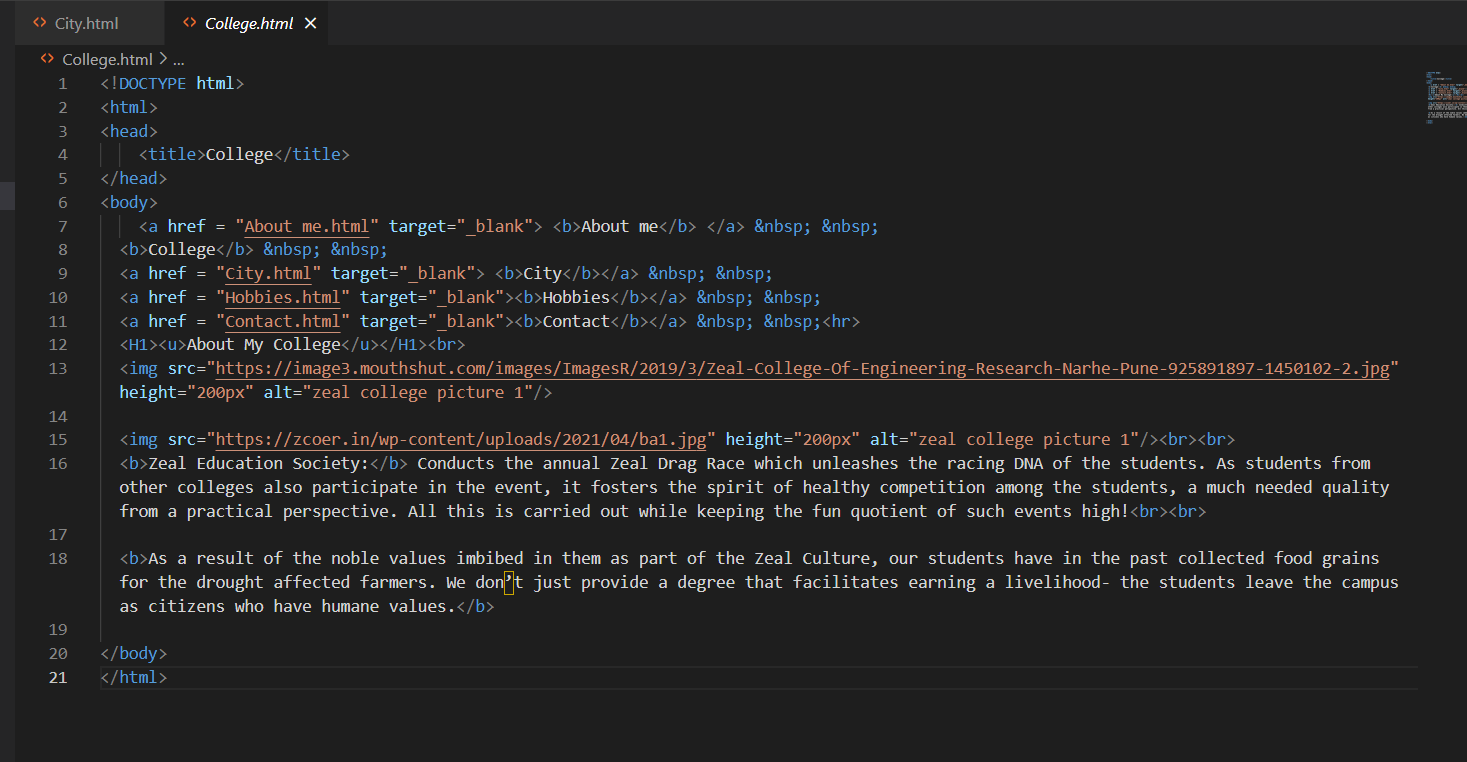 City.html College.html
College.html > ...
1 <!DOCTYPE html>
2 <html>
3 <head>
4 <title>College</title>
5 </head>
6 <body>
7 <a href = "About me.html" target="_blank"> <b>About me</b> </a> &nbsp; &nbsp;
8 <b>College</b> &nbsp; &nbsp;
9 <a href = "City.html" target="_blank"> <b>City</b></a> &nbsp; &nbsp;
10 <a href = "Hobbies.html" target="_blank"><b>Hobbies</b></a> &nbsp; &nbsp;
11 <a href = "Contact.html" target="_blank"><b>Contact</b></a> &nbsp; &nbsp;<hr>
12 <H1><u>About My College</u></H1><br>
13 <img src="https://image3.mouthshut.com/images/ImagesR/2019/3/Zeal-College-Of-Engineering-Research-Narhe-Pune-925891897-1450102-2.jpg"
height="200px" alt="zeal college picture 1"/>
14
15 <img src="https://zcoer.in/wp-content/uploads/2021/04/ba1.jpg" height="200px" alt="zeal college picture 1"/><br><br>
16 <b>Zeal Education Society:</b> Conducts the annual Zeal Drag Race which unleashes the racing DNA of the students. As students from
other colleges also participate in the event, it fosters the spirit of healthy competition among the students, a much needed quality
from a practical perspective. All this is carried out while keeping the fun quotient of such events high!<br><br>
17
18 <b>As a result of the noble values imbibed in them as part of the Zeal Culture, our students have in the past collected food grains
for the drought affected farmers. We don’t just provide a degree that facilitates earning a livelihood- the students leave the campus
as citizens who have humane values.</b>
19
20 </body>
21 </html>